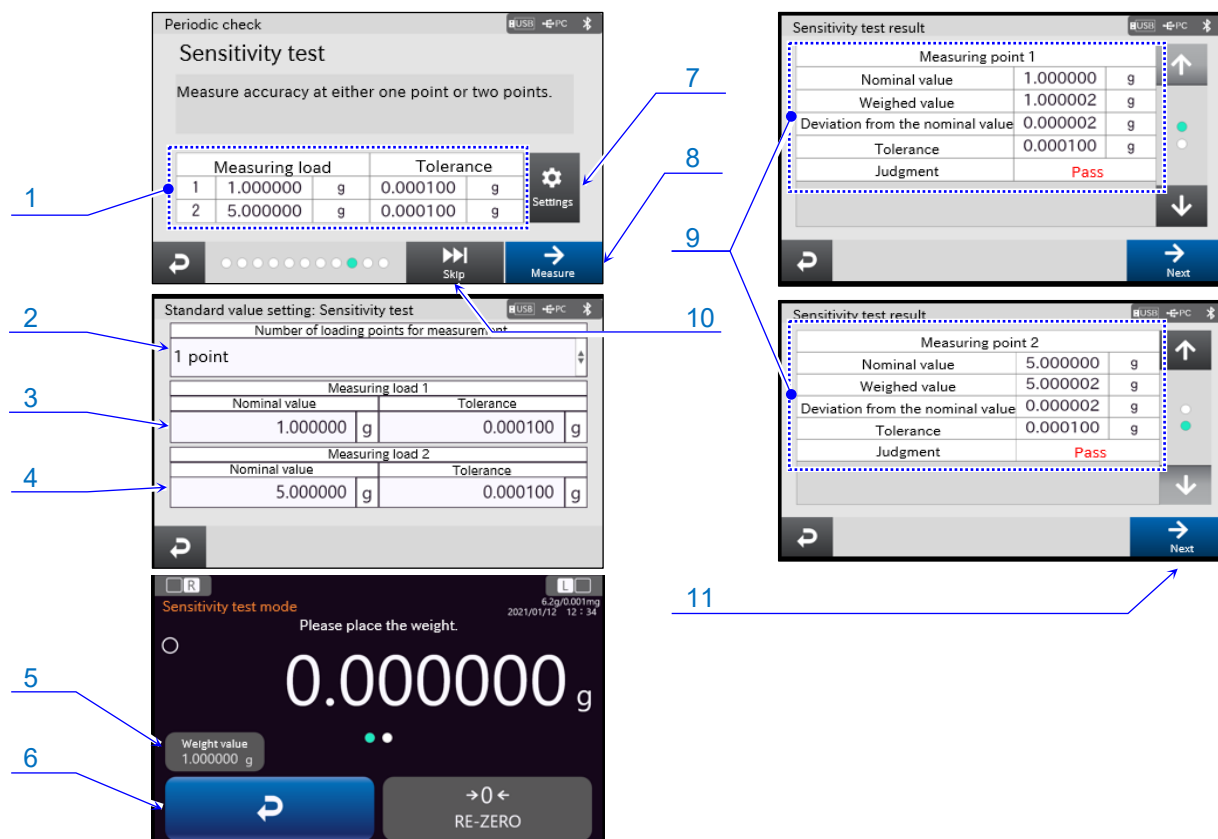 Periodic check
USB PC
Sensitivity test
Measure accuracy at either one point or two points.
Measuring load Tolerance
1 1.000000 g 0.000100 g
2 5.000000 g 0.000100 g
Settings
Skip
Measure
1
7
8
10
Standard value setting: Sensitivity test
USB PC
Number of loading points for measurement
1 point
Measuring load 1
Nominal value Tolerance
1.000000 g 0.000100 g
Measuring load 2
Nominal value Tolerance
5.000000 g 0.000100 g
2
3
4
R L
Sensitivity test mode
6.2g/0.001mg
2021/01/12 12:34
Please place the weight.
0.000000 g
Weight value
1.000000 g
→0←
RE-ZERO
5
6
Sensitivity test result
USB PC
Measuring point 1
Nominal value 1.000000 g
Weighed value 1.000002 g
Deviation from the nominal value 0.000002 g
Tolerance 0.000100 g
Judgment Pass
Next
9
Sensitivity test result
USB PC
Measuring point 2
Nominal value 5.000000 g
Weighed value 5.000002 g
Deviation from the nominal value 0.000002 g
Tolerance 0.000100 g
Judgment Pass
Next
11